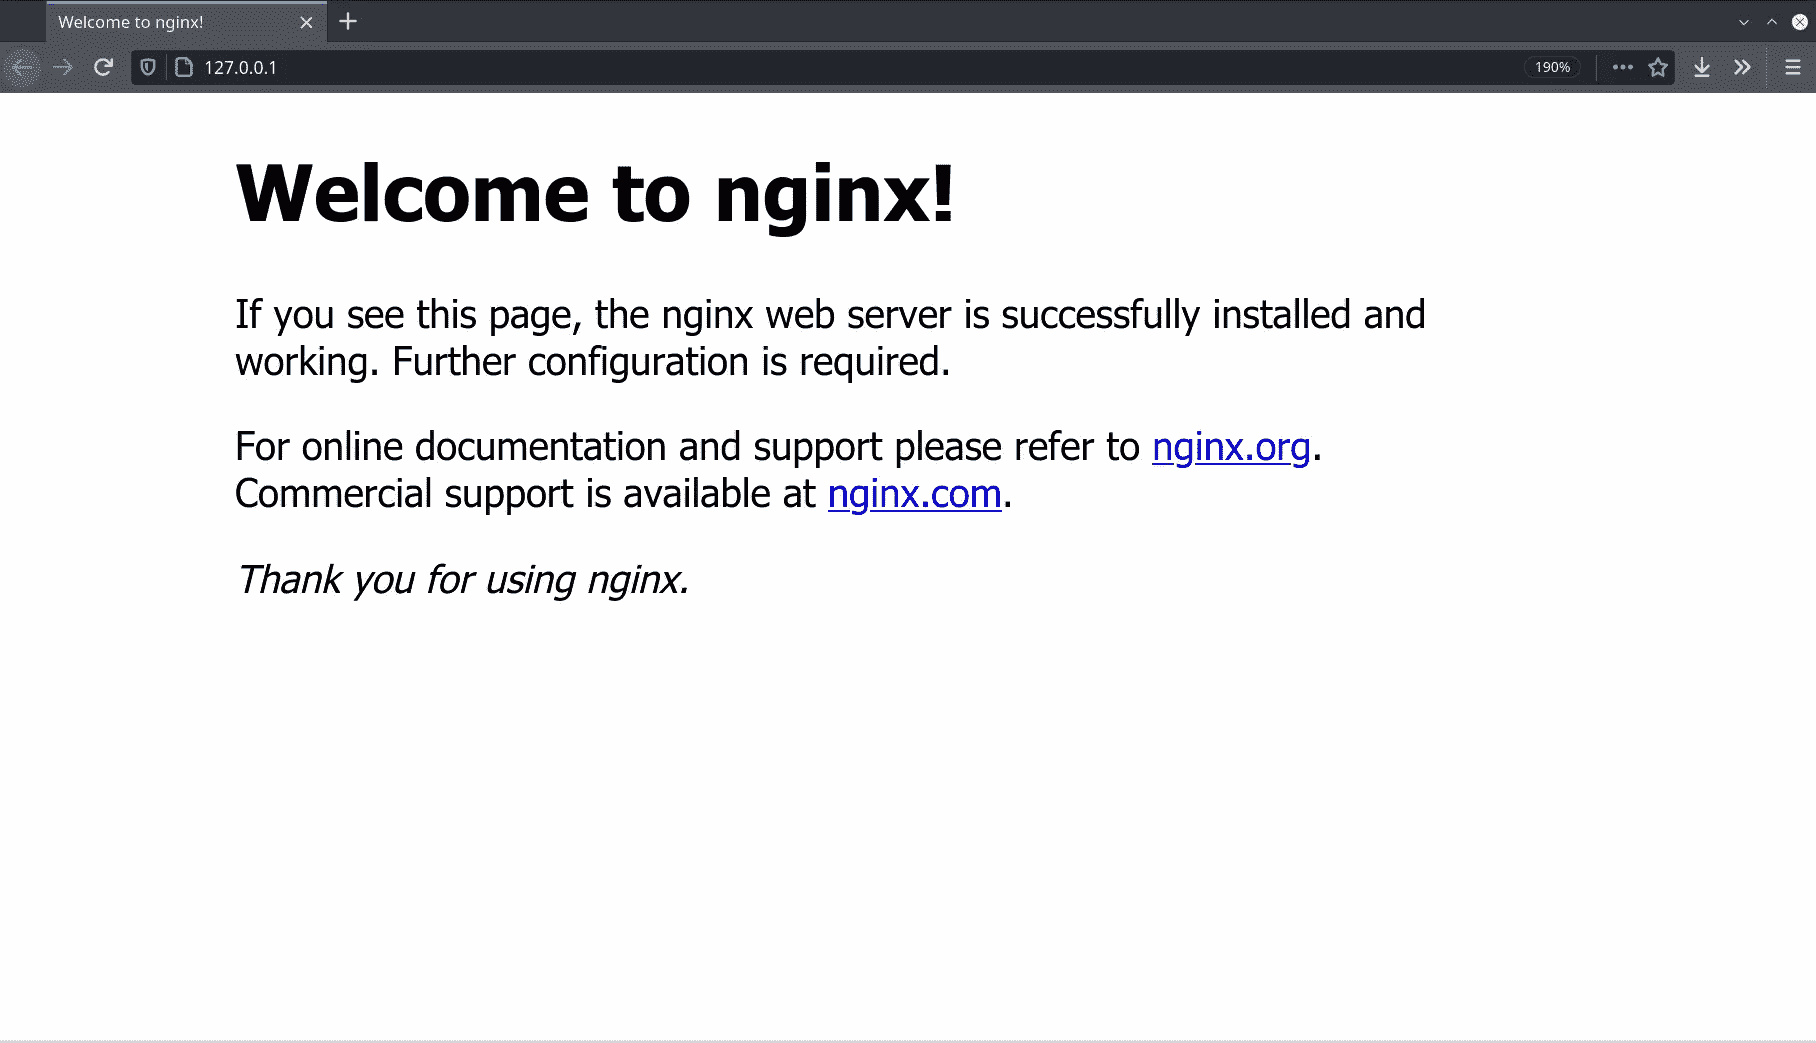 Welcome to nginx!
127.0.0.1
190%
Welcome to nginx!
If you see this page, the nginx web server is successfully installed and
working. Further configuration is required.
For online documentation and support please refer to nginx.org.
Commercial support is available at nginx.com.
Thank you for using nginx.